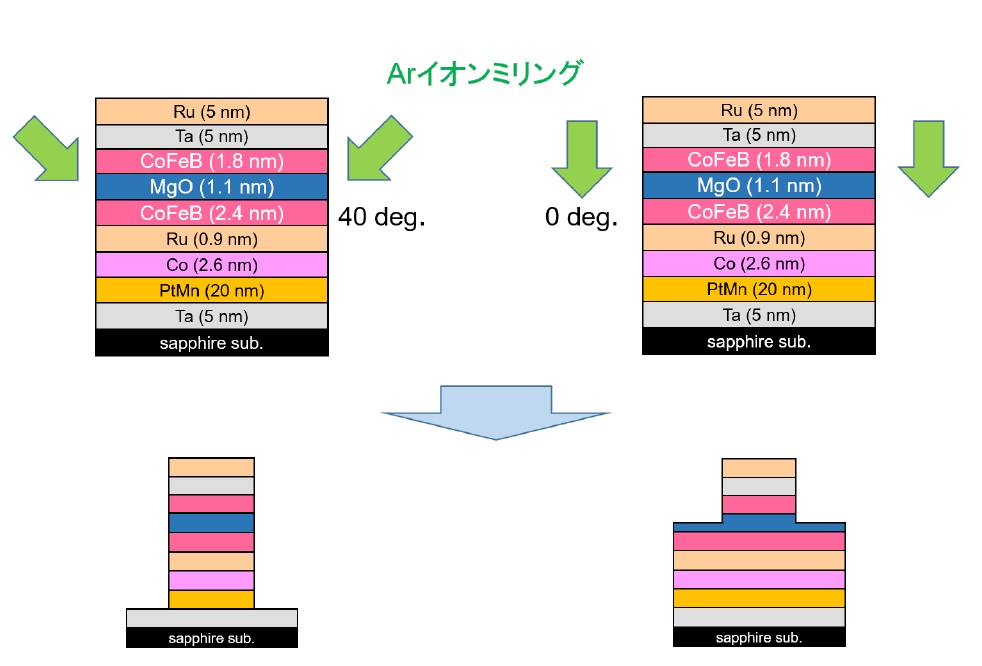 Arイオンミリング
Ru (5 nm)
Ta (5 nm)
CoFeB (1.8 nm)
MgO (1.1 nm)
CoFeB (2.4 nm)
Ru (0.9 nm)
Co (2.6 nm)
PtMn (20 nm)
Ta (5 nm)
sapphire sub.
40 deg.
0 deg.
Ru (5 nm)
Ta (5 nm)
CoFeB (1.8 nm)
MgO (1.1 nm)
CoFeB (2.4 nm)
Ru (0.9 nm)
Co (2.6 nm)
PtMn (20 nm)
Ta (5 nm)
sapphire sub.
sapphire sub.
sapphire sub.